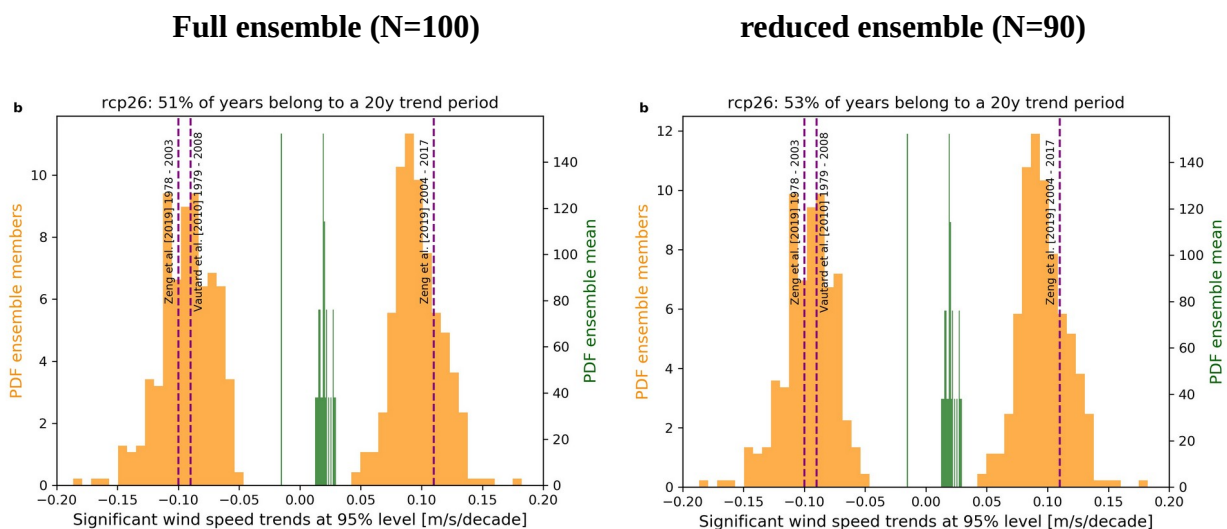 Full ensemble (N=100)
reduced ensemble (N=90)
b
rcp26: 51% of years belong to a 20y trend period
PDF ensemble members
10
8
6
4
2
0
Zeng et al. [2019] 1978 - 2003
Vautard et al. [2010] 1979 - 2008
Zeng et al. [2019] 2004 - 2017
140
120
100
80
60
40
20
0
PDF ensemble mean
−0.20 −0.15 −0.10 −0.05 0.00 0.05 0.10 0.15 0.20
Significant wind speed trends at 95% level [m/s/decade]
b
rcp26: 53% of years belong to a 20y trend period
PDF ensemble members
12
10
8
6
4
2
0
Zeng et al. [2019] 1978 - 2003
Vautard et al. [2010] 1979 - 2008
Zeng et al. [2019] 2004 - 2017
140
120
100
80
60
40
20
0
PDF ensemble mean
−0.20 −0.15 −0.10 −0.05 0.00 0.05 0.10 0.15 0.20
Significant wind speed trends at 95% level [m/s/decade]